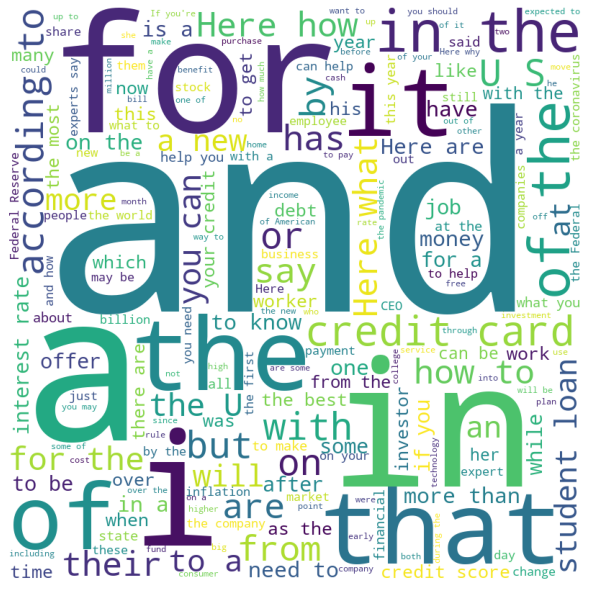 up to
If you're
she
want to
you should
expected to
share
make
purchase
up
of it
Here why
two
for
is a
Here how
in the
to
many
could
them
benefit
have a
of your
before
he
move
year
said
experts say
million
one of
how much
cash
can help
now
bill
to get
his
by
like
U S
it
according
Federal Reserve
the most
this
what to
stock
employee
this year
still
with the
out of
other
the coronavirus
on the
a new
has
have
Here are
new
be a
help you
with a
home
no
to pay
out
companies
a year
and
more
people
the world
you can
your credit
debt
income
of American
the pandemic
rate
Here what
job
at the
off
of
at the
the Federal
month
or
money
which
way to
business
to help
free
for a
and how
may be
Here
say
the new
who
CEO
what you
about
billion
worker
you need
through
investment
interest rate
a
the
to know
credit card
offer
payment
service
use
can be
work
how to
there are
just
not
high
are some
one
college
into
will be
plan
you may
all
the first
from the
in
since
the U
the best
with
some
investor
if you
an
student loan
some of
rule
was
to make
on your
her
while
for the
cost
by the
but
on
expert
technology
to be
over
over the
on a
will
after
inflation
of
i
that
in a
higher
market
point
were
more than
when
state
the company
are
as the
early
financial
both
during the
day
including
these
fund
big
from
time
their
to a
need to
credit score
change
consumer
company